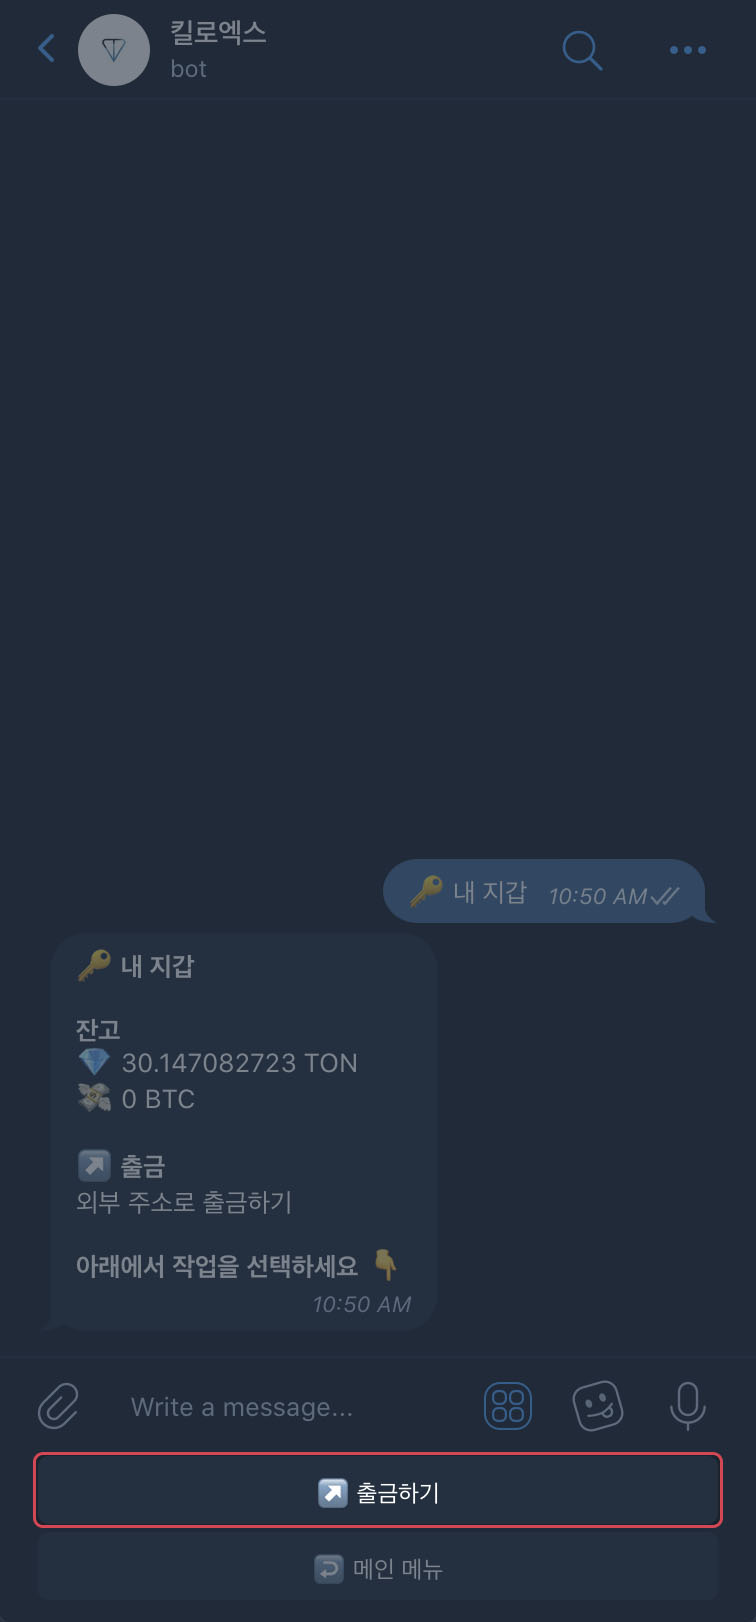 킬로엑스
bot
🔑 내 지갑 10:50 AM
🔑 내 지갑
잔고
💎 30.147082723 TON
💸 0 BTC
↗️ 출금
외부 주소로 출금하기
아래에서 작업을 선택하세요 👇
10:50 AM
Write a message...
↗️ 출금하기
↩️ 메인 메뉴